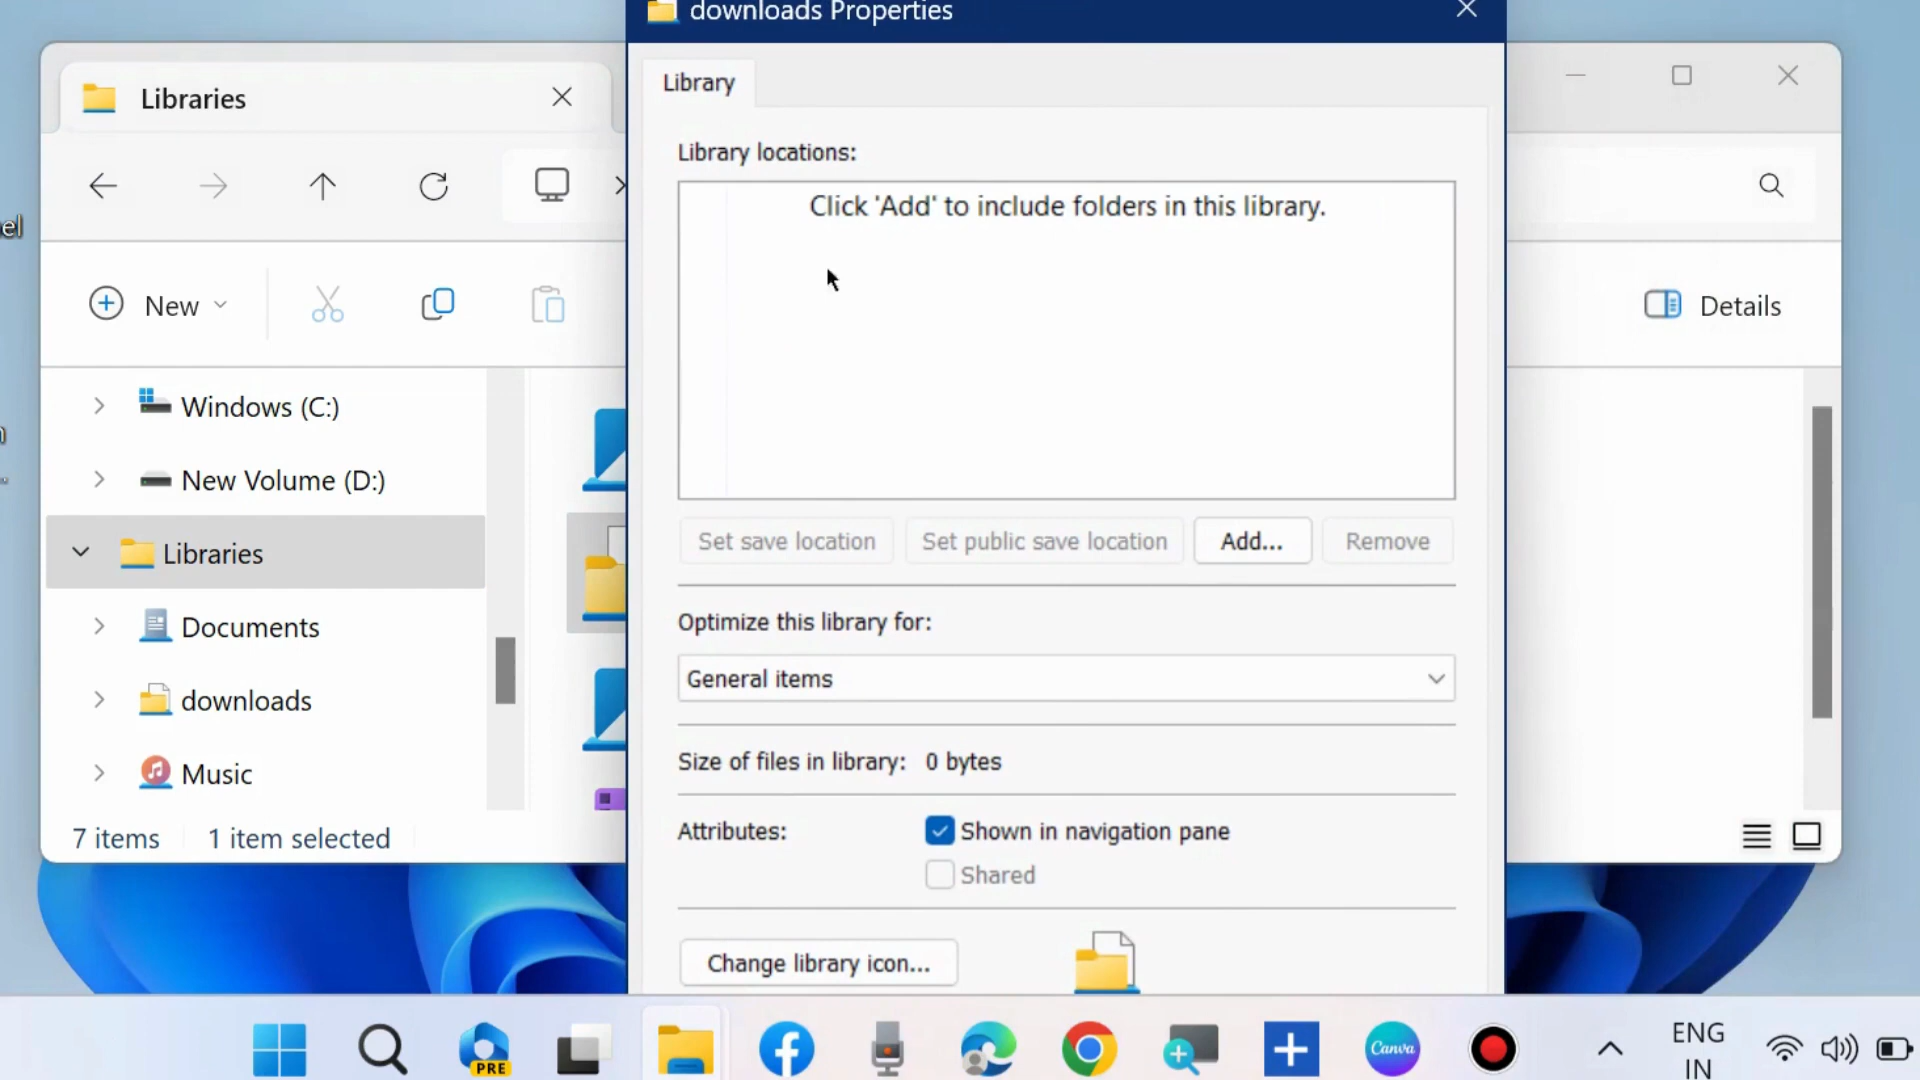 downloads Properties
Libraries
Library
Library locations:
Click 'Add' to include folders in this library.
el
New
Details
Windows (C:)
New Volume (D:)
Libraries
Documents
downloads
Music
Set save location
Set public save location
Add...
Remove
Optimize this library for:
General items
Size of files in library: 0 bytes
Attributes:
Shown in navigation pane
Shared
7 items
1 item selected
Change library icon...
PRE
Canva
ENG
IN